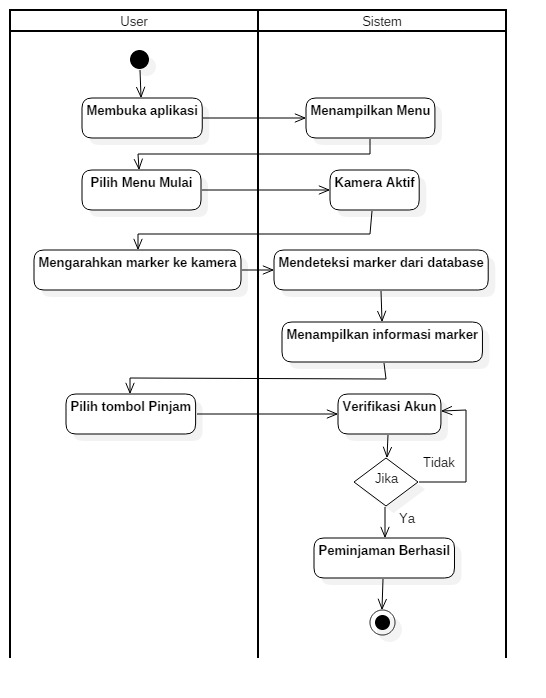 User
Sistem
Membuka aplikasi
Menampilkan Menu
Pilih Menu Mulai
Kamera Aktif
Mengarahkan marker ke kamera
Mendeteksi marker dari database
Menampilkan informasi marker
Pilih tombol Pinjam
Verifikasi Akun
Tidak
Jika
Ya
Peminjaman Berhasil